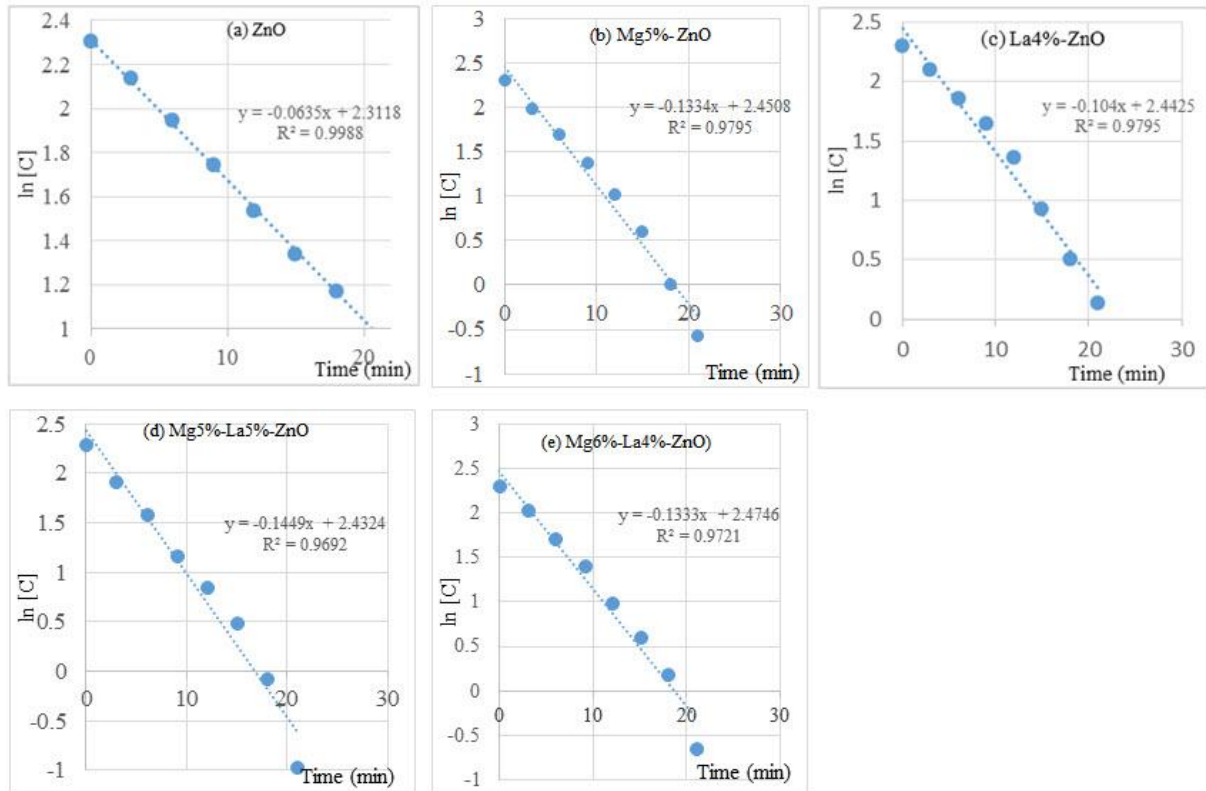 (a) ZnO
2.4
2.2
2
1.8
1.6
1.4
1.2
1
ln [C]
y = -0.0635x + 2.3118
R² = 0.9988
0
10
20
Time (min)
(b) Mg5%-ZnO
3
2.5
2
1.5
1
0.5
0
-0.5
-1
ln [C]
y = -0.1334x + 2.4508
R² = 0.9795
0
10
20
30
Time (min)
(c) La4%-ZnO
2.5
2
1.5
1
0.5
0
ln [C]
y = -0.104x + 2.4425
R² = 0.9795
0
10
20
30
Time (min)
(d) Mg5%-La5%-ZnO
2.5
2
1.5
1
0.5
0
-0.5
-1
ln [C]
y = -0.1449x + 2.4324
R² = 0.9692
0
10
20
30
Time (min)
(e) Mg6%-La4%-ZnO)
3
2.5
2
1.5
1
0.5
0
-0.5
-1
ln [C]
y = -0.1333x + 2.4746
R² = 0.9721
0
10
20
30
Time (min)